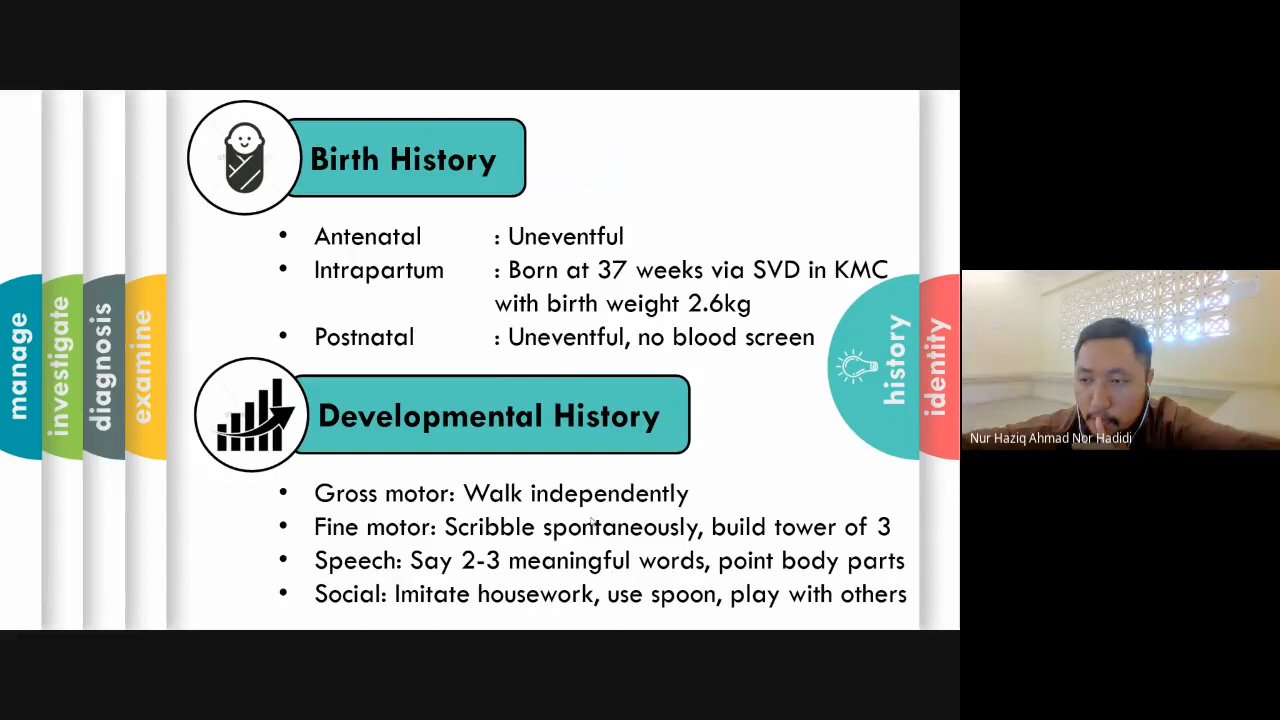 Birth History
• Antenatal : Uneventful
• Intrapartum : Born at 37 weeks via SVD in KMC
with birth weight 2.6kg
• Postnatal : Uneventful, no blood screen
Developmental History
• Gross motor: Walk independently
• Fine motor: Scribble spontaneously, build tower of 3
• Speech: Say 2-3 meaningful words, point body parts
• Social: Imitate housework, use spoon, play with others
manage
investigate
diagnosis
examine
history
identity
Nur Haziq Ahmad Nor Hadidi